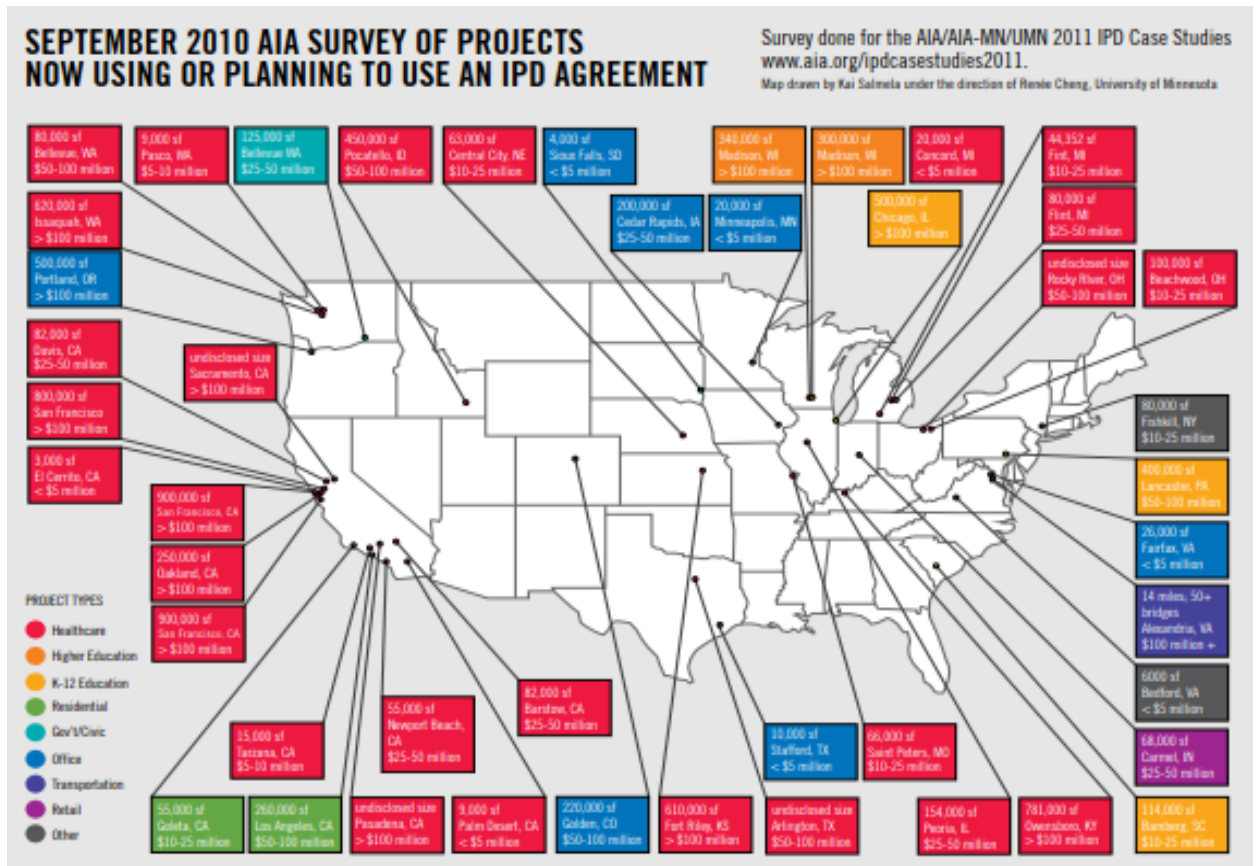 SEPTEMBER 2010 AIA SURVEY OF PROJECTS
NOW USING OR PLANNING TO USE AN IPD AGREEMENT
Survey done for the AIA/AIA-MN/UMN 2011 IPD Case Studies
www.aia.org/ipdcasestudies2011.
Map drawn by Kai Salmela under the direction of Renée Cheng, University of Minnesota
80,000 sf
Bellevue, WA
$50-100 million
9,000 sf
Pasco, WA
$5-10 million
125,000 sf
Bellevue WA
$25-50 million
450,000 sf
Pocatello, ID
$50-100 million
63,000 sf
Central City, NE
$10-25 million
4,000 sf
Sioux Falls, SD
< $5 million
340,000 sf
Madison, WI
> $100 million
300,000 sf
Madison, WI
> $100 million
20,000 sf
Concord, MI
< $5 million
44,352 sf
Fint, MI
$10-25 million
620,000 sf
Issaquah, WA
> $100 million
200,000 sf
Cedar Rapids, IA
$25-50 million
20,000 sf
Minneapolis, MN
< $5 million
500,000 sf
Chicago, IL
> $100 million
80,000 sf
Flint, MI
$25-50 million
500,000 sf
Portland, OR
> $100 million
undisclosed size
Rocky River, OH
$50-100 million
100,000 sf
Beachwood, OH
$10-25 million
82,000 sf
Davis, CA
$25-50 million
undisclosed size
Sacramento, CA
> $100 million
800,000 sf
San Francisco
> $100 million
80,000 sf
Fishkill, NY
$10-25 million
3,000 sf
El Cerrito, CA
< $5 million
400,000 sf
Lancaster, PA
$50-100 million
900,000 sf
San Francisco, CA
> $100 million
26,000 sf
Fairfax, VA
< $5 million
250,000 sf
Oakland, CA
> $100 million
14 miles; 50+
bridges
Alexandria, VA
$100 million +
900,000 sf
San Francisco, CA
> $100 million
6000 sf
Bedford, VA
< $5 million
PROJECT TYPES
Healthcare
Higher Education
K-12 Education
Residential
Gov't/Civic
Office
Transportation
Retail
Other
15,000 sf
Tarzana, CA
$5-10 million
55,000 sf
Newport Beach,
CA
$25-50 million
82,000 sf
Barstow, CA
$25-50 million
10,000 sf
Stafford, TX
< $5 million
66,000 sf
Saint Peters, MO
$10-25 million
68,000 sf
Carmel, IN
$25-50 million
55,000 sf
Goleta, CA
$10-25 million
260,000 sf
Los Angeles, CA
$50-100 million
undisclosed size
Pasadena, CA
> $100 million
9,000 sf
Palm Desert, CA
< $5 million
220,000 sf
Golden, CO
$50-100 million
610,000 sf
Fort Riley, KS
> $100 million
undisclosed size
Arlington, TX
$50-100 million
154,000 sf
Peoria, IL
$25-50 million
781,000 sf
Owensboro, KY
> $100 million
114,000 sf
Bamberg, SC
$10-25 million